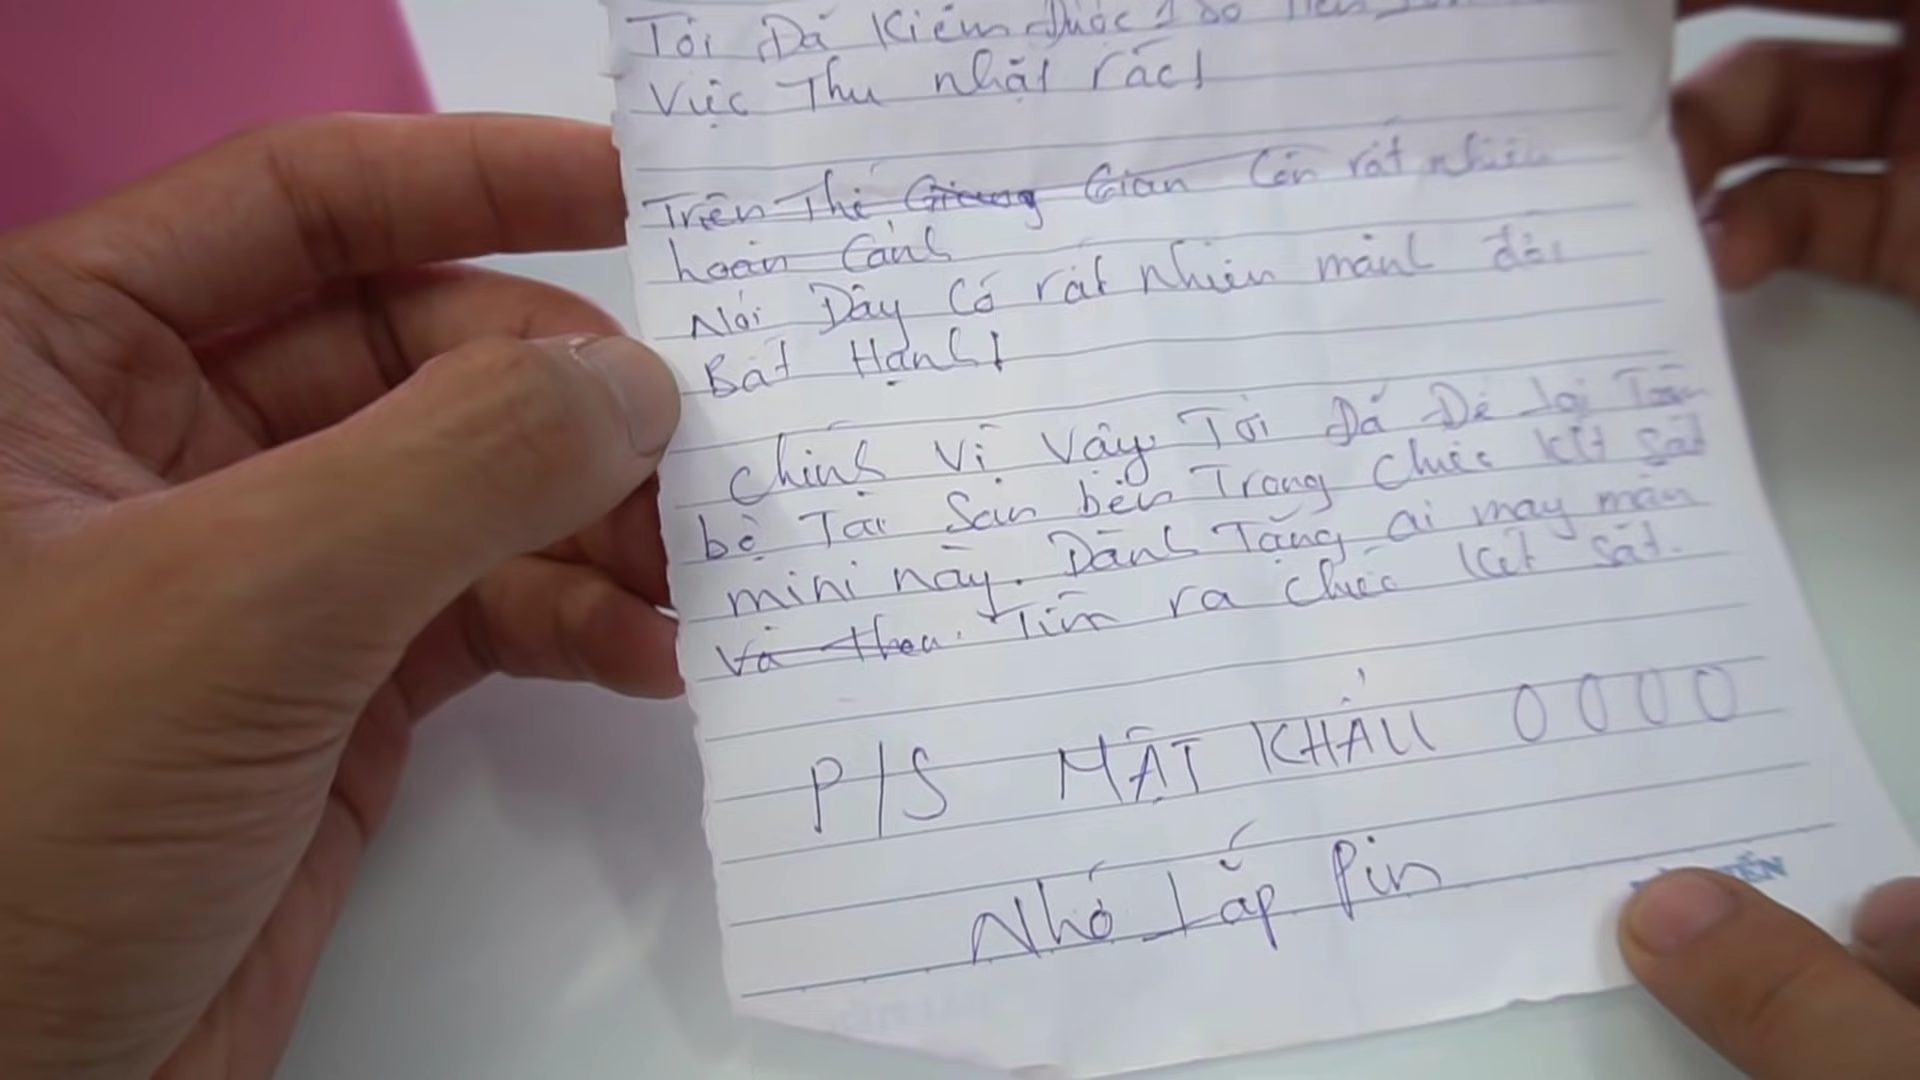 Tôi Đã Kiếm Được 1 số Tiền
Việc Thu nhặt rác!
Trên Thế Giang Gian Còn rất nhiều
hoàn Cảnh
Nơi Đây Có rất Nhiều mảnh đời
Bất Hạnh!
Chính Vì Vậy Tôi Đã Để lại Toàn
bộ Tài Sản bên Trong Chiếc Két Sắt
mini này. Dành Tặng ai may mắn
và theo. Tìm ra chiếc Két sắt.
P/S MẬT KHẨU 0000
Nhớ Lắp Pin